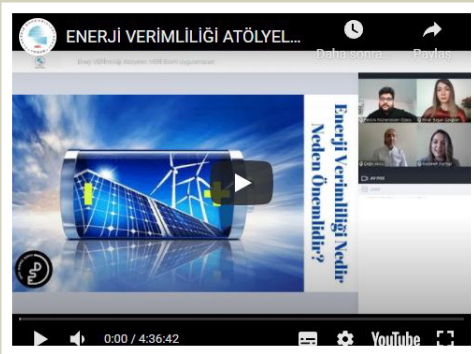 ENERJİ VERİMLİLİĞİ ATÖLYEL...
Daha sonra...
Paylaş
Enerji Verimliliği Nedir
Neden Önemlidir?
0:00 / 4:36:42
YouTube